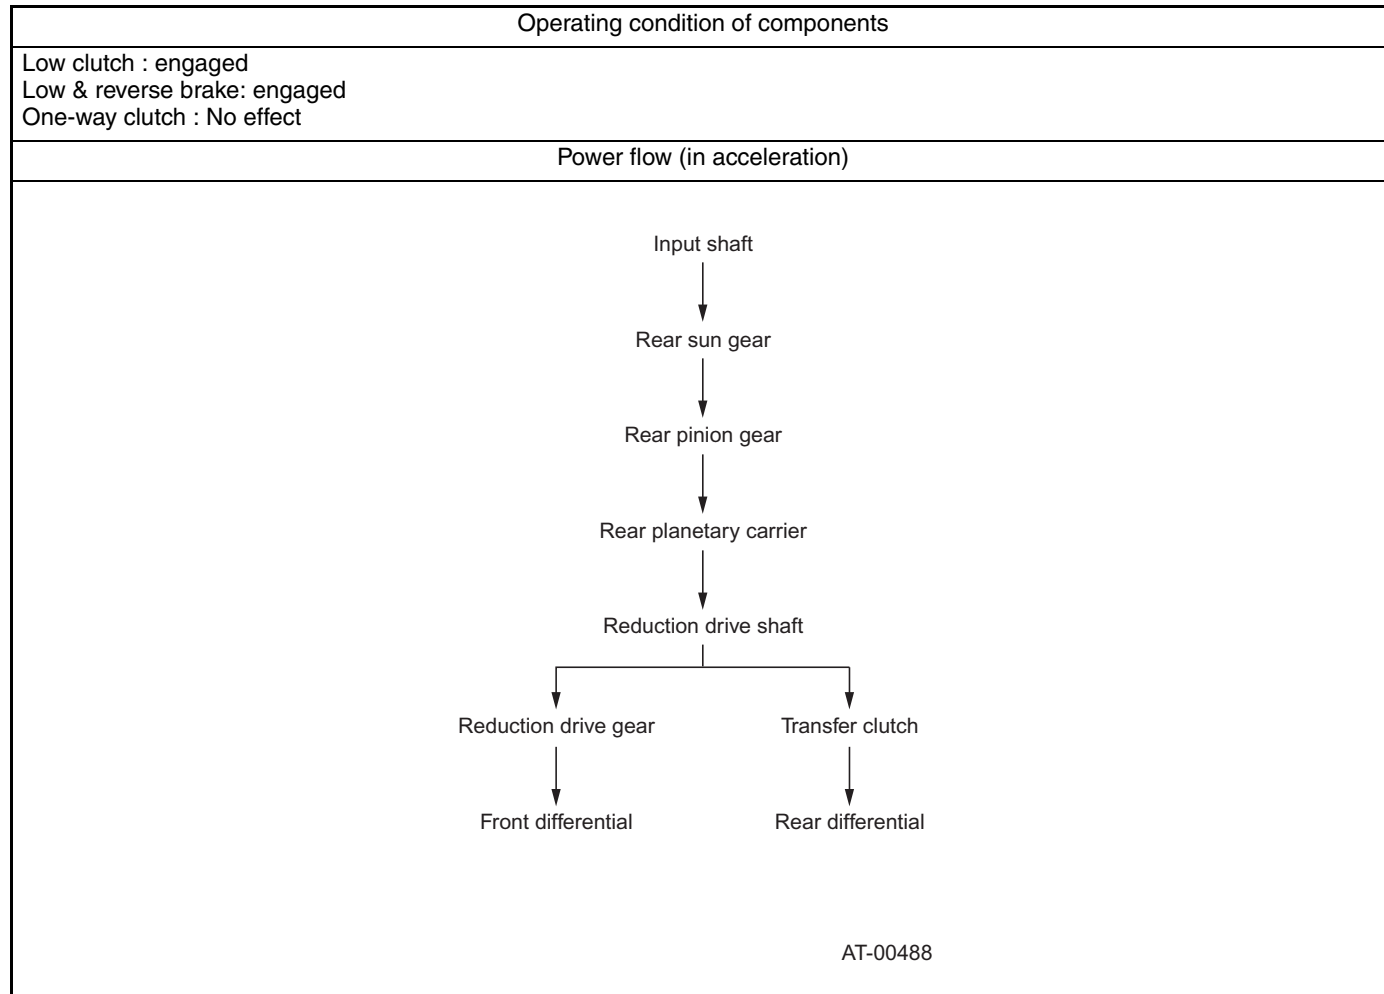 Operating condition of components
Low clutch : engaged
Low & reverse brake: engaged
One-way clutch : No effect
Power flow (in acceleration)
Input shaft
Rear sun gear
Rear pinion gear
Rear planetary carrier
Reduction drive shaft
Reduction drive gear
Transfer clutch
Front differential
Rear differential
AT-00488